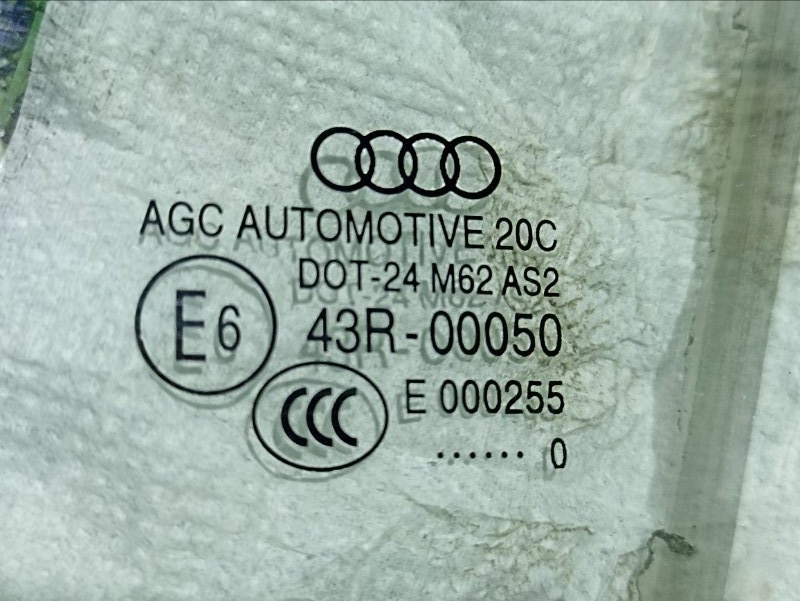 AGC AUTOMOTIVE 20C
DOT-24 M62 AS2
E6 43R-00050
CCC E 000255
...... 0